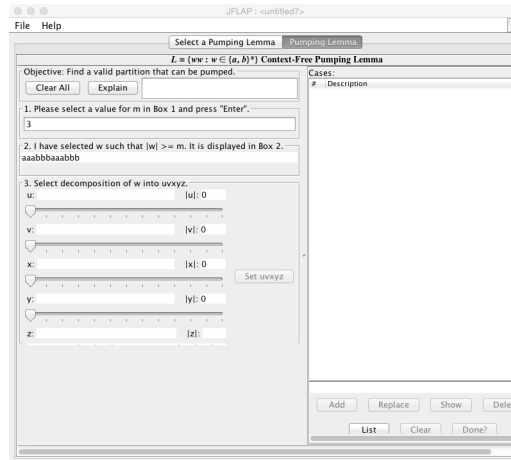 JFLAP : <untitled7>
File Help
Select a Pumping Lemma Pumping Lemma
L = {ww : w ∈ {a, b}*} Context-Free Pumping Lemma
Objective: Find a valid partition that can be pumped.
Clear All Explain
1. Please select a value for m in Box 1 and press "Enter".
3
2. I have selected w such that |w| >= m. It is displayed in Box 2.
aaabbbaaabbb
3. Select decomposition of w into uvxyz.
u: |u|: 0
v: |v|: 0
x: |x|: 0
Set uvxyz
y: |y|: 0
z: |z|:
Cases:
# Description
Add Replace Show Dele
List Clear Done?